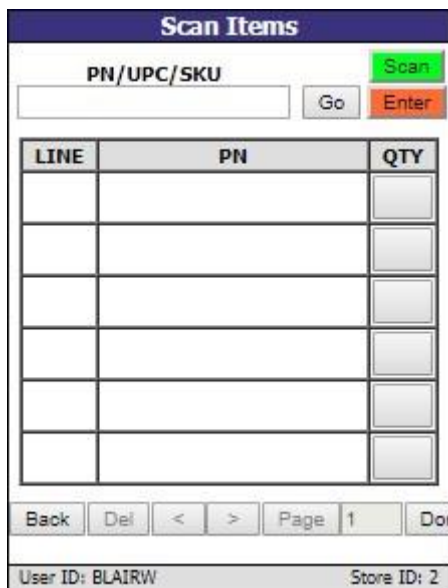 Scan Items
PN/UPC/SKU
Scan
Go
Enter
LINE PN QTY
Back Del < > Page 1 Do
User ID: BLAIRW Store ID: 2